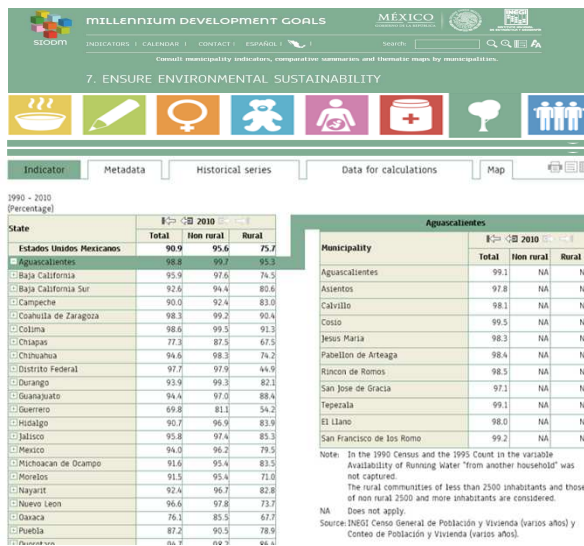 MILLENNIUM DEVELOPMENT GOALS
MÉXICO
INEGI
SIODM
INDICATORS | CALENDAR | CONTACT | ESPAÑOL |
Search:
Consult municipality indicators, comparative summaries and thematic maps by municipalities.
7. ENSURE ENVIRONMENTAL SUSTAINABILITY
Indicator Metadata Historical series Data for calculations Map
1990 - 2010
(Percentage)
State 2010
Total Non rural Rural
Estados Unidos Mexicanos 90.9 95.6 75.7
Aguascalientes 98.8 99.7 95.3
Baja California 95.9 97.6 74.5
Baja California Sur 92.6 94.4 80.6
Campeche 90.0 92.4 83.0
Coahuila de Zaragoza 98.3 99.2 90.4
Colima 98.6 99.5 91.3
Chiapas 77.3 87.5 67.5
Chihuahua 94.6 98.3 74.2
Distrito Federal 97.7 97.9 44.9
Durango 93.9 99.3 82.1
Guanajuato 94.4 97.0 88.4
Guerrero 69.8 81.1 54.2
Hidalgo 90.7 96.9 83.9
Jalisco 95.8 97.4 85.3
Mexico 94.0 96.2 79.5
Michoacan de Ocampo 91.6 95.4 83.5
Morelos 91.5 95.4 71.0
Nayarit 92.4 96.7 82.8
Nuevo Leon 96.6 97.8 73.7
Oaxaca 76.1 85.5 67.7
Puebla 87.2 90.5 78.9
Queretaro 94.7 98.2 86.4
Aguascalientes
Municipality 2010
Total Non rural Rural
Aguascalientes 99.1 NA N
Asientos 97.8 NA N
Calvillo 98.1 NA N
Cosio 99.5 NA N
Jesus Maria 98.3 NA N
Pabellon de Arteaga 98.4 NA N
Rincon de Romos 98.5 NA N
San Jose de Gracia 97.1 NA N
Tepezala 99.1 NA N
El Llano 98.0 NA N
San Francisco de los Romo 99.2 NA N
Note: In the 1990 Census and the 1995 Count in the variable
Availability of Running Water "from another household" was
not captured.
The rural communities of less than 2500 inhabitants and those
of non rural 2500 and more inhabitants are considered.
NA Does not apply.
Source: INEGI Censo General de Población y Vivienda (varios años) y
Conteo de Población y Vivienda (varios años).